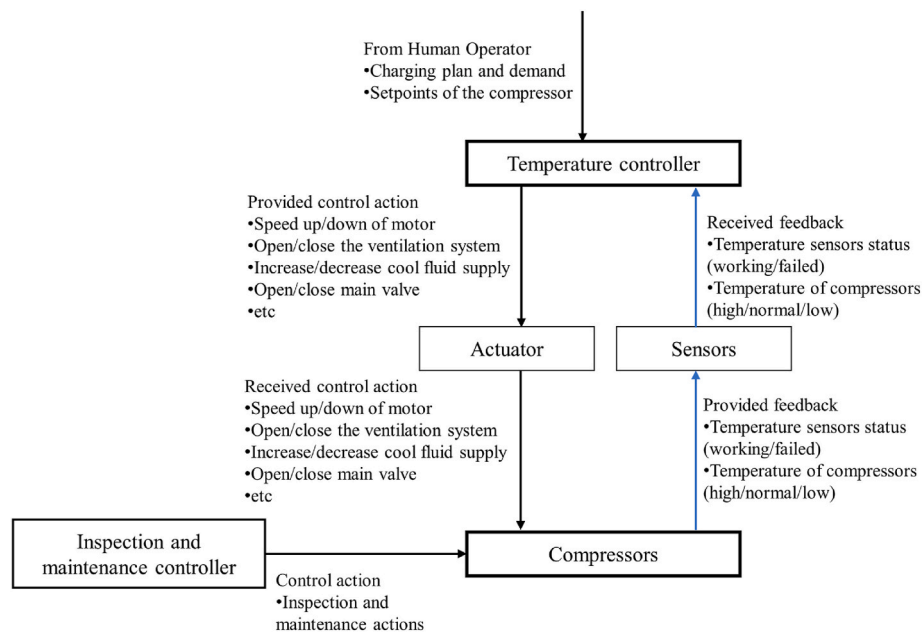 From Human Operator
•Charging plan and demand
•Setpoints of the compressor
Temperature controller
Provided control action
•Speed up/down of motor
•Open/close the ventilation system
•Increase/decrease cool fluid supply
•Open/close main valve
•etc
Received feedback
•Temperature sensors status
(working/failed)
•Temperature of compressors
(high/normal/low)
Actuator
Sensors
Received control action
•Speed up/down of motor
•Open/close the ventilation system
•Increase/decrease cool fluid supply
•Open/close main valve
•etc
Provided feedback
•Temperature sensors status
(working/failed)
•Temperature of compressors
(high/normal/low)
Inspection and
maintenance controller
Compressors
Control action
•Inspection and
maintenance actions